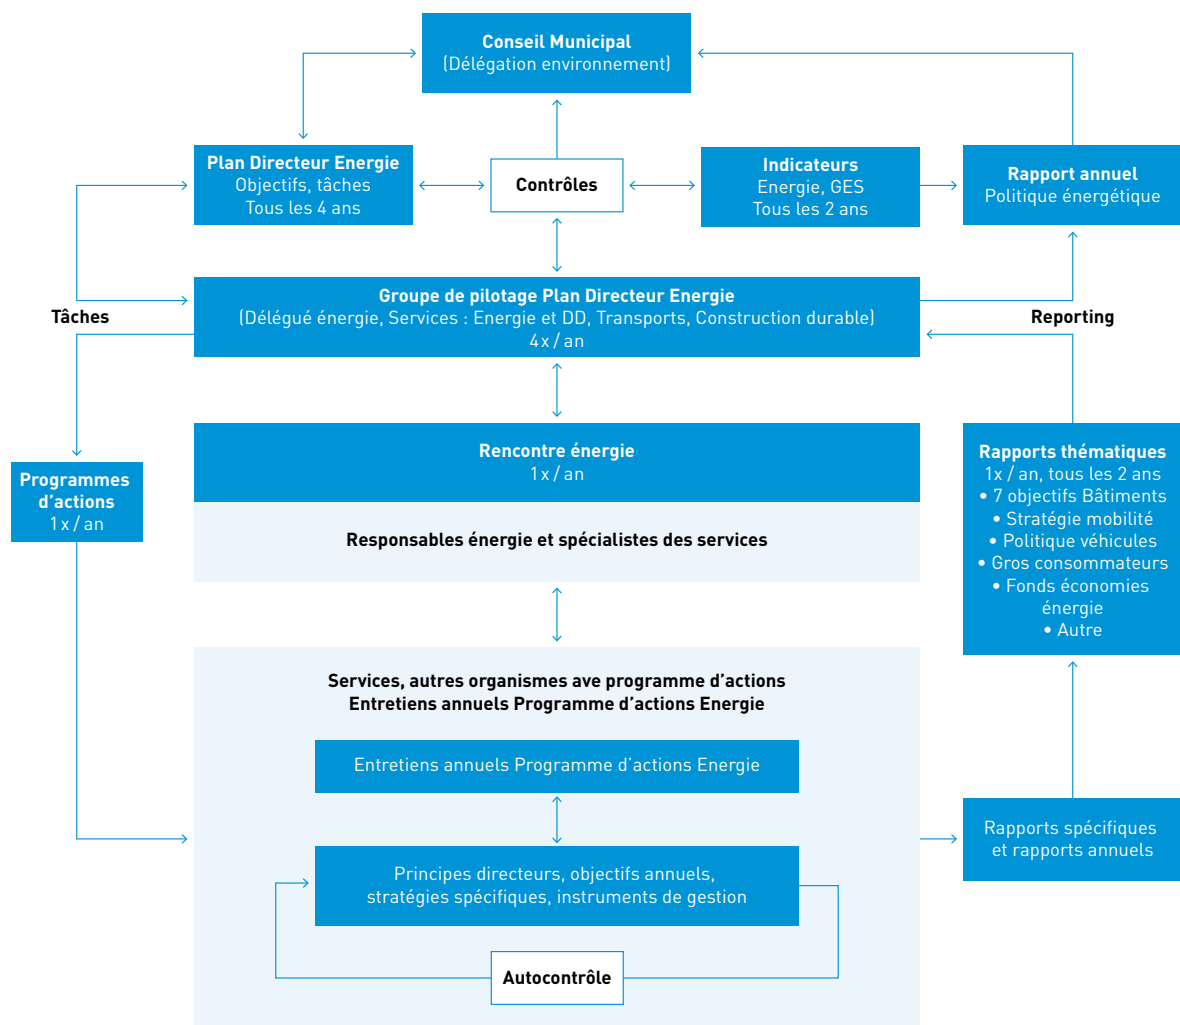 Conseil Municipal
(Délégation environnement)
Plan Directeur Energie
Objectifs, tâches
Tous les 4 ans
Contrôles
Indicateurs
Energie, GES
Tous les 2 ans
Rapport annuel
Politique énergétique
Groupe de pilotage Plan Directeur Energie
(Délégué énergie, Services : Energie et DD, Transports, Construction durable)
4x / an
Tâches
Reporting
Rencontre énergie
1x / an
Responsables énergie et spécialistes des services
Programmes
d’actions
1x / an
Rapports thématiques
1x / an, tous les 2 ans
• 7 objectifs Bâtiments
• Stratégie mobilité
• Politique véhicules
• Gros consommateurs
• Fonds économies
énergie
• Autre
Services, autres organismes ave programme d’actions
Entretiens annuels Programme d’actions Energie
Entretiens annuels Programme d’actions Energie
Principes directeurs, objectifs annuels,
stratégies spécifiques, instruments de gestion
Autocontrôle
Rapports spécifiques
et rapports annuels